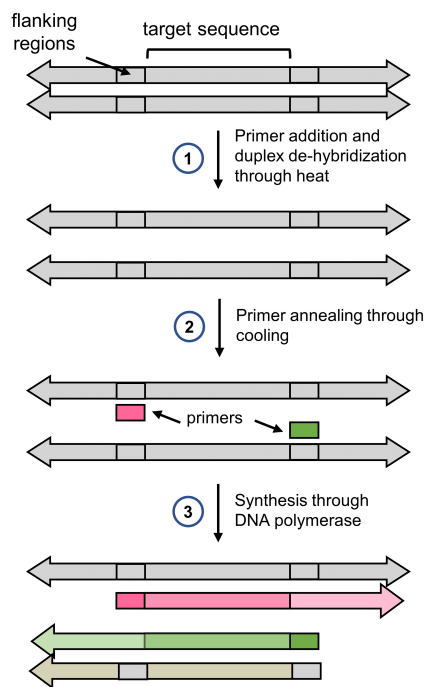 flanking
regions
target sequence
1
Primer addition and
duplex de-hybridization
through heat
2
Primer annealing through
cooling
primers
3
Synthesis through
DNA polymerase